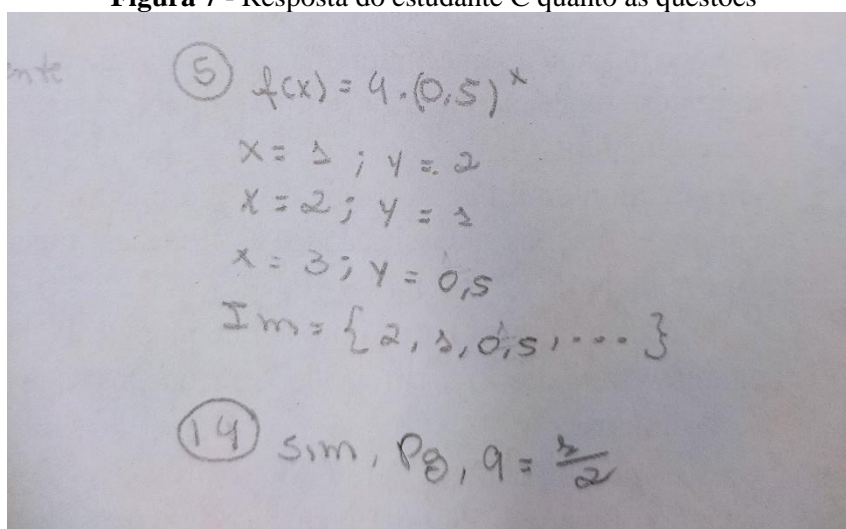 Figura 7 - Resposta do estudante C quanto às questões
ente
5 f(x) = 4.(0,5)^x
x = 1 ; y = 2
x = 2 ; y = 1
x = 3 ; y = 0,5
Im = {2, 1, 0,5, ....}
14 sim, Pg, q = 1/2